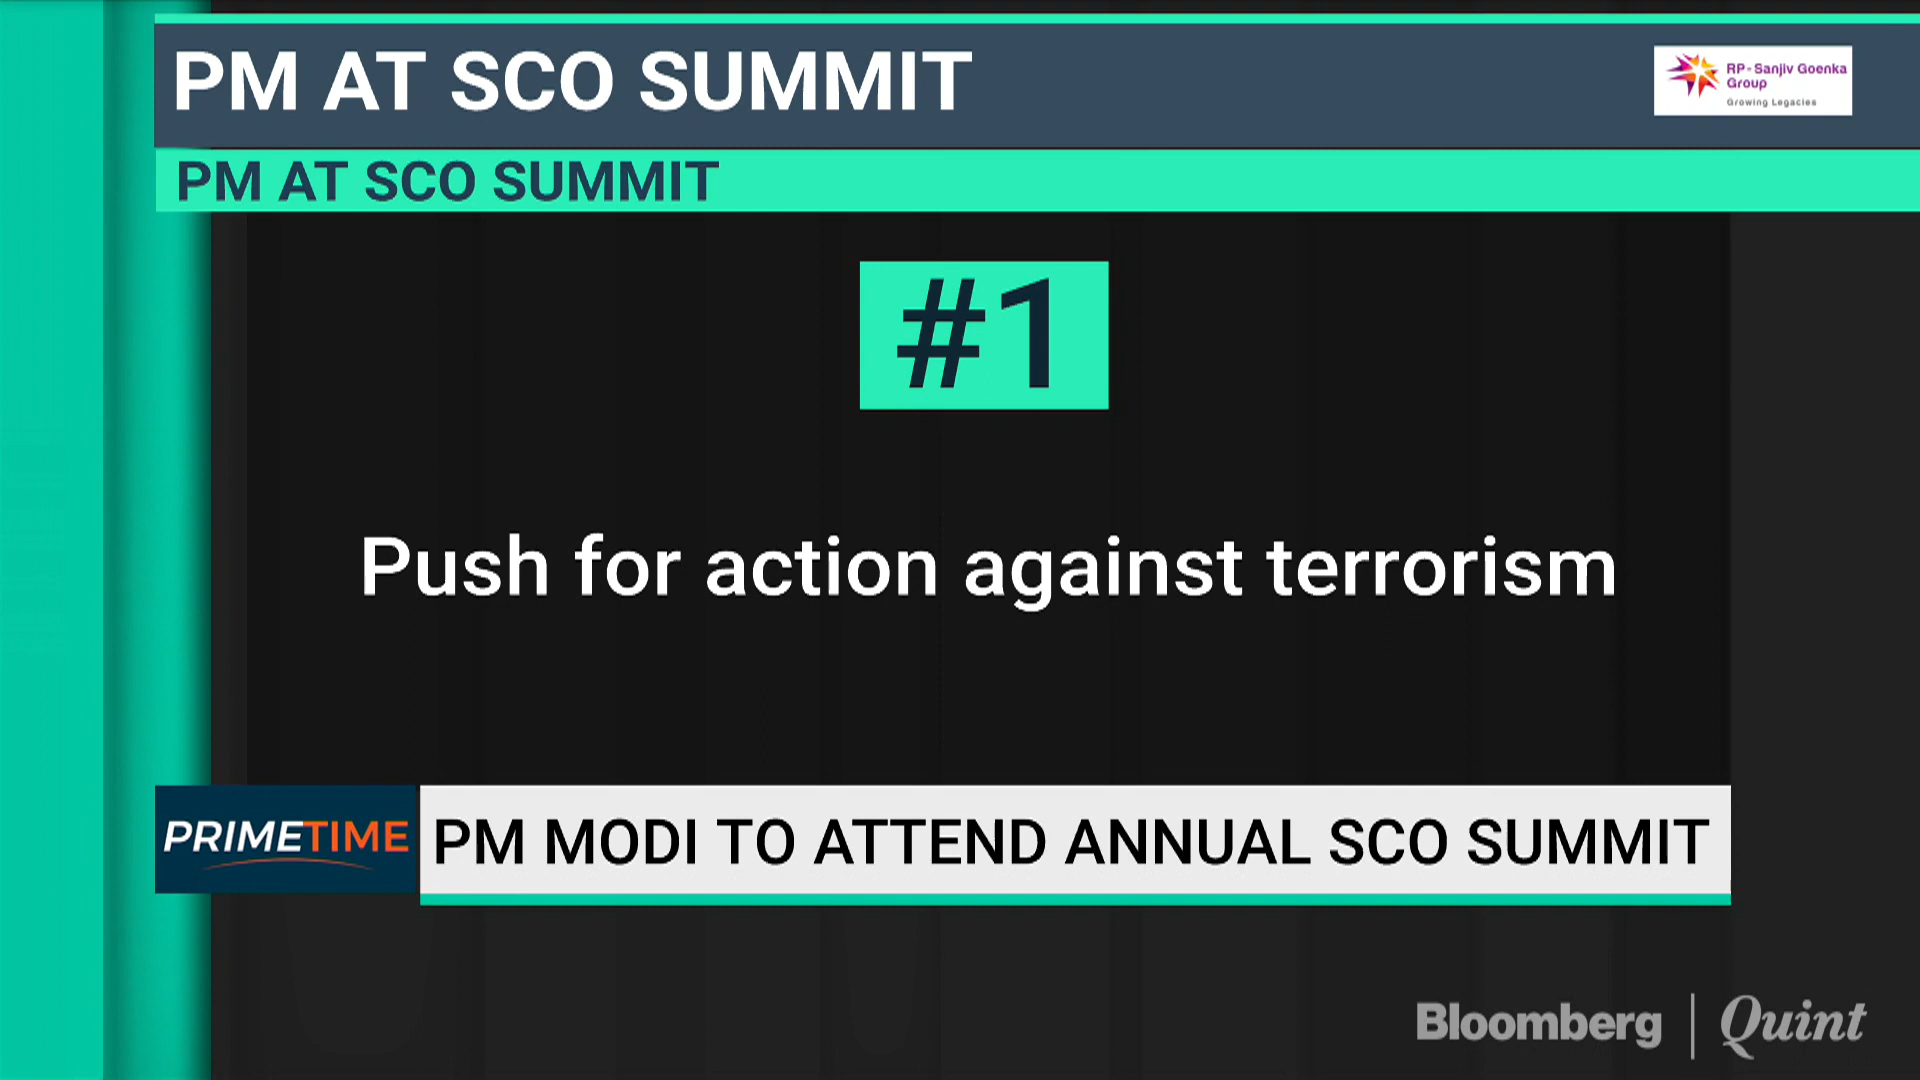 PM AT SCO SUMMIT
RP-Sanjiv Goenka
Group
Growing Legacies
PM AT SCO SUMMIT
#1
Push for action against terrorism
PRIMETIME
PM MODI TO ATTEND ANNUAL SCO SUMMIT
Bloomberg | Quint